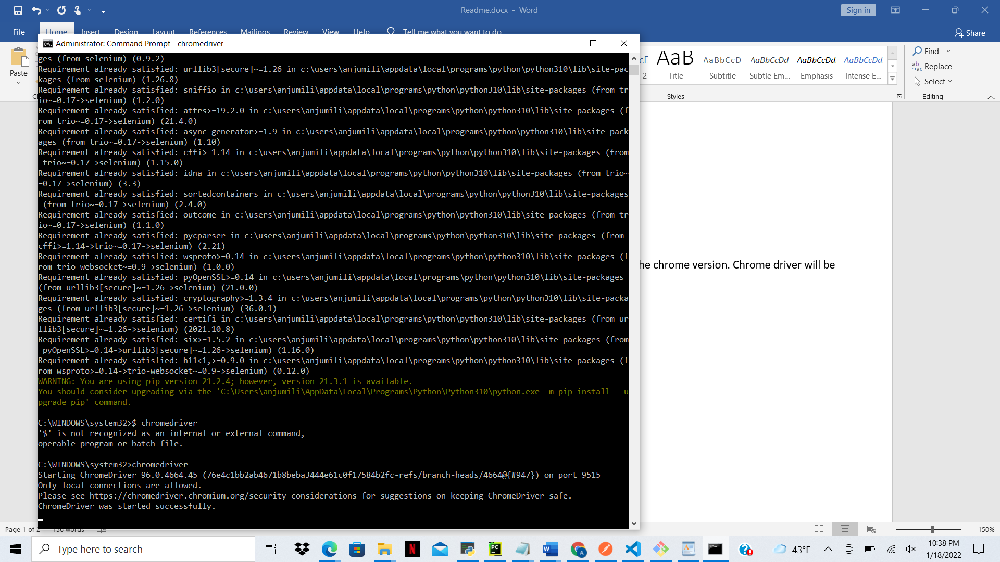 Readme.docx - Word
Sign in
File
Home
Insert
Design
Layout
References
Mailings
Review
View
Help
Tell me what you want to do
Share
Administrator: Command Prompt - chromedriver
Paste
AaB
AaBbCcD
AaBbCcDd
AaBbCcDd
AaBbCcDd
Title
Subtitle
Subtle Em...
Emphasis
Intense E...
Styles
Find
Replace
Select
Editing
ges (from selenium) (0.9.2)
Requirement already satisfied: urllib3[secure]~=1.26 in c:\users\anjumili\appdata\local\programs\python\python310\lib\site-pac
kages (from selenium) (1.26.8)
Requirement already satisfied: sniffio in c:\users\anjumili\appdata\local\programs\python\python310\lib\site-packages (from tr
io~=0.17->selenium) (1.2.0)
Requirement already satisfied: attrs>=19.2.0 in c:\users\anjumili\appdata\local\programs\python\python310\lib\site-packages (f
rom trio~=0.17->selenium) (21.4.0)
Requirement already satisfied: async-generator>=1.9 in c:\users\anjumili\appdata\local\programs\python\python310\lib\site-pack
ages (from trio~=0.17->selenium) (1.10)
Requirement already satisfied: cffi>=1.14 in c:\users\anjumili\appdata\local\programs\python\python310\lib\site-packages (from
 trio~=0.17->selenium) (1.15.0)
Requirement already satisfied: idna in c:\users\anjumili\appdata\local\programs\python\python310\lib\site-packages (from trio~
=0.17->selenium) (3.3)
Requirement already satisfied: sortedcontainers in c:\users\anjumili\appdata\local\programs\python\python310\lib\site-packages
 (from trio~=0.17->selenium) (2.4.0)
Requirement already satisfied: outcome in c:\users\anjumili\appdata\local\programs\python\python310\lib\site-packages (from tr
io~=0.17->selenium) (1.1.0)
Requirement already satisfied: pycparser in c:\users\anjumili\appdata\local\programs\python\python310\lib\site-packages (from
cffi>=1.14->trio~=0.17->selenium) (2.21)
Requirement already satisfied: wsproto>=0.14 in c:\users\anjumili\appdata\local\programs\python\python310\lib\site-packages (f
rom trio-websocket~=0.9->selenium) (1.0.0)
Requirement already satisfied: pyOpenSSL>=0.14 in c:\users\anjumili\appdata\local\programs\python\python310\lib\site-packages
(from urllib3[secure]~=1.26->selenium) (21.0.0)
Requirement already satisfied: cryptography>=1.3.4 in c:\users\anjumili\appdata\local\programs\python\python310\lib\site-packa
ges (from urllib3[secure]~=1.26->selenium) (36.0.1)
Requirement already satisfied: certifi in c:\users\anjumili\appdata\local\programs\python\python310\lib\site-packages (from ur
llib3[secure]~=1.26->selenium) (2021.10.8)
Requirement already satisfied: six>=1.5.2 in c:\users\anjumili\appdata\local\programs\python\python310\lib\site-packages (from
 pyOpenSSL>=0.14->urllib3[secure]~=1.26->selenium) (1.16.0)
Requirement already satisfied: h11<1,>=0.9.0 in c:\users\anjumili\appdata\local\programs\python\python310\lib\site-packages (f
rom wsproto>=0.14->trio-websocket~=0.9->selenium) (0.12.0)
WARNING: You are using pip version 21.2.4; however, version 21.3.1 is available.
You should consider upgrading via the 'C:\Users\anjumili\AppData\Local\Programs\Python\Python310\python.exe -m pip install --u
pgrade pip' command.
C:\WINDOWS\system32>$ chromedriver
'$' is not recognized as an internal or external command,
operable program or batch file.
C:\WINDOWS\system32>chromedriver
Starting ChromeDriver 96.0.4664.45 (76e4c1bb2ab4671b8beba3444e61c0f17584b2fc-refs/branch-heads/4664@{#947}) on port 9515
Only local connections are allowed.
Please see https://chromedriver.chromium.org/security-considerations for suggestions on keeping ChromeDriver safe.
ChromeDriver was started successfully.
he chrome version. Chrome driver will be
Page 1 of 2
156 words
150%
Type here to search
43°F
10:38 PM
1/18/2022